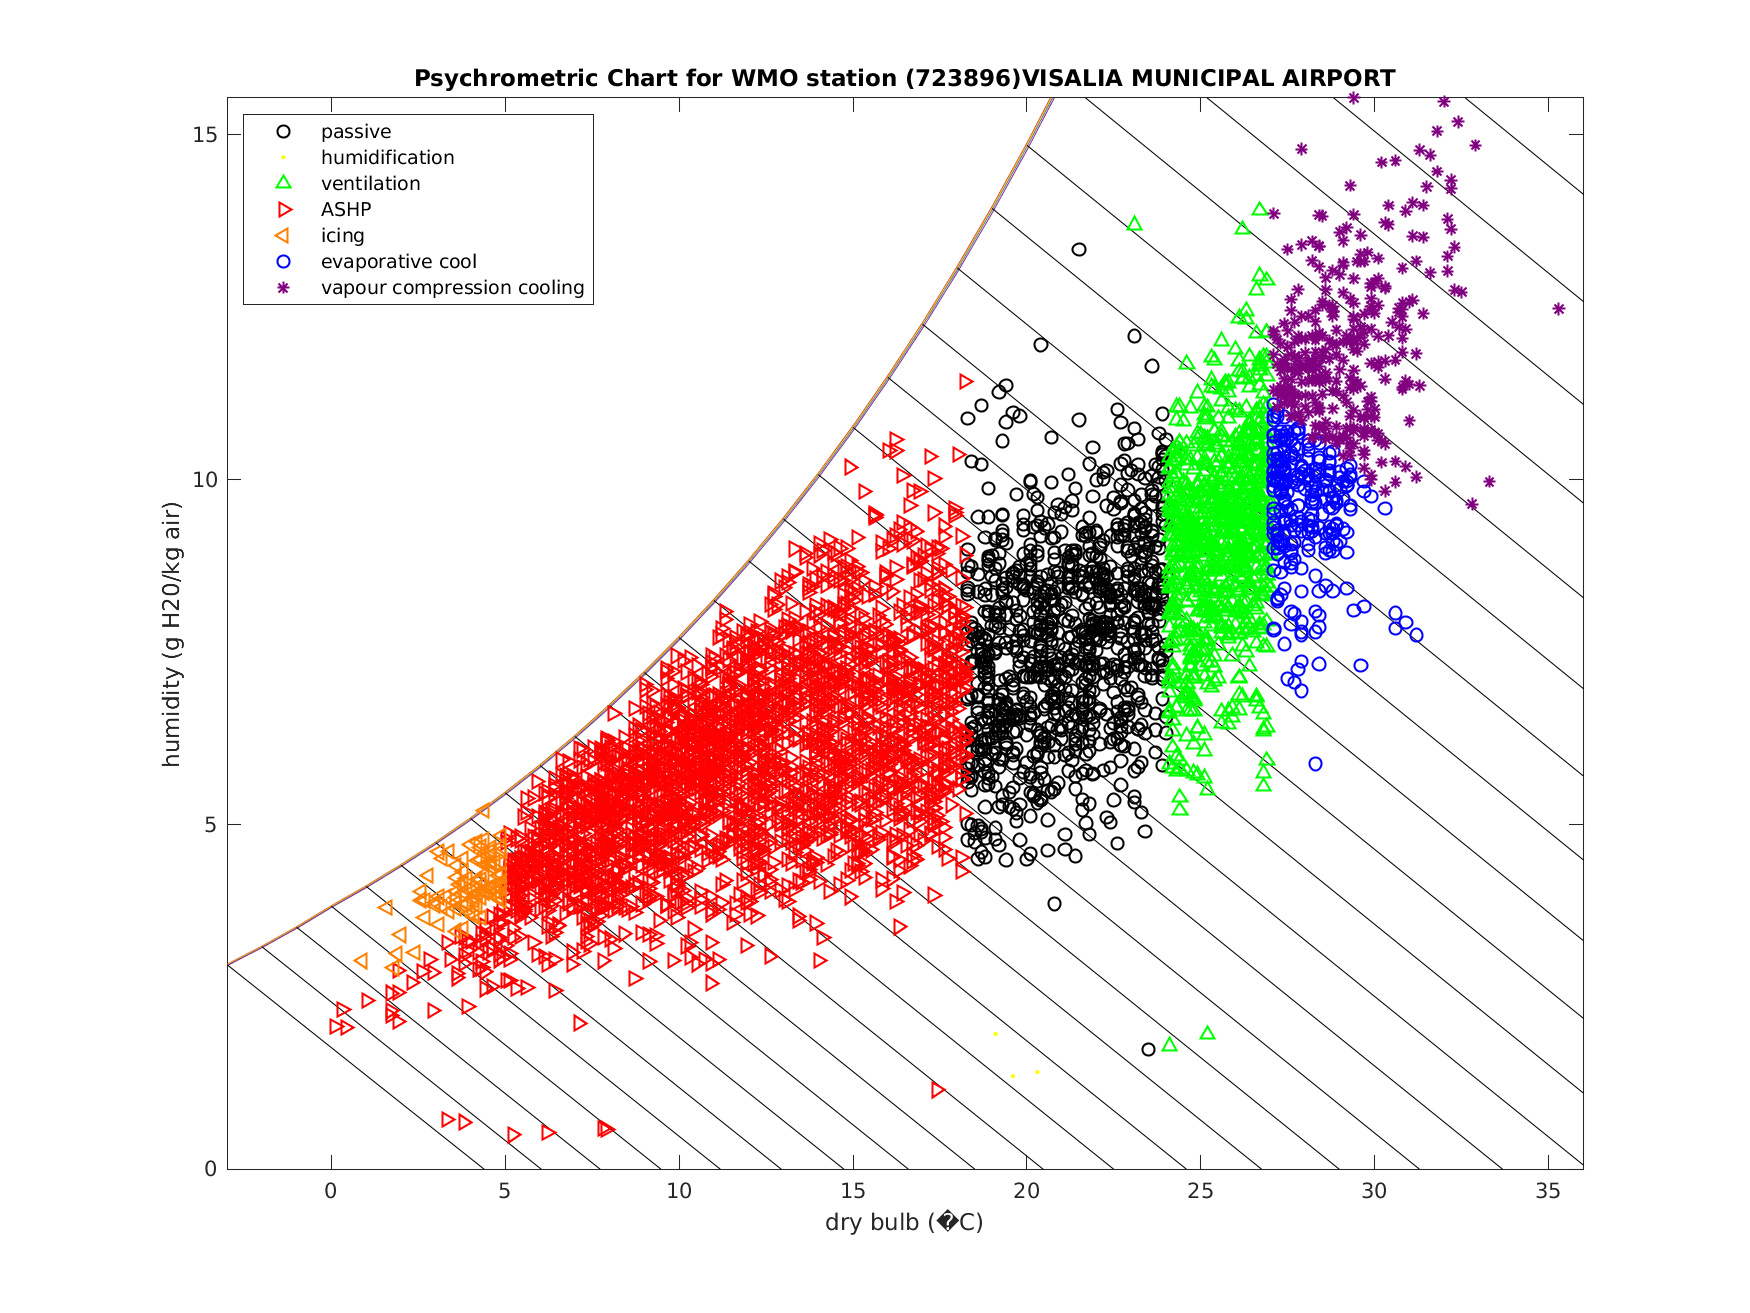 Psychrometric Chart for WMO station (723896)VISALIA MUNICIPAL AIRPORT
passive
humidification
ventilation
ASHP
icing
evaporative cool
vapour compression cooling
humidity (g H20/kg air)
15
10
5
0
0 5 10 15 20 25 30 35
dry bulb (�C)